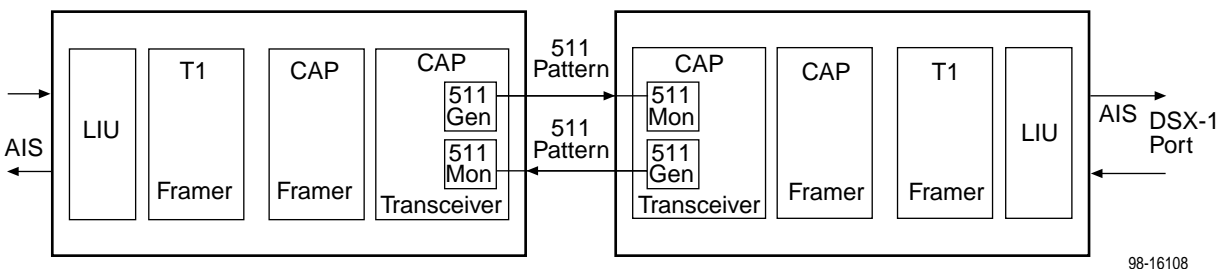 AIS
LIU
T1
Framer
CAP
Framer
CAP
511
Gen
511
Mon
Transceiver
511
Pattern
511
Pattern
CAP
511
Mon
511
Gen
Transceiver
CAP
Framer
T1
Framer
LIU
AIS
DSX-1
Port
98-16108